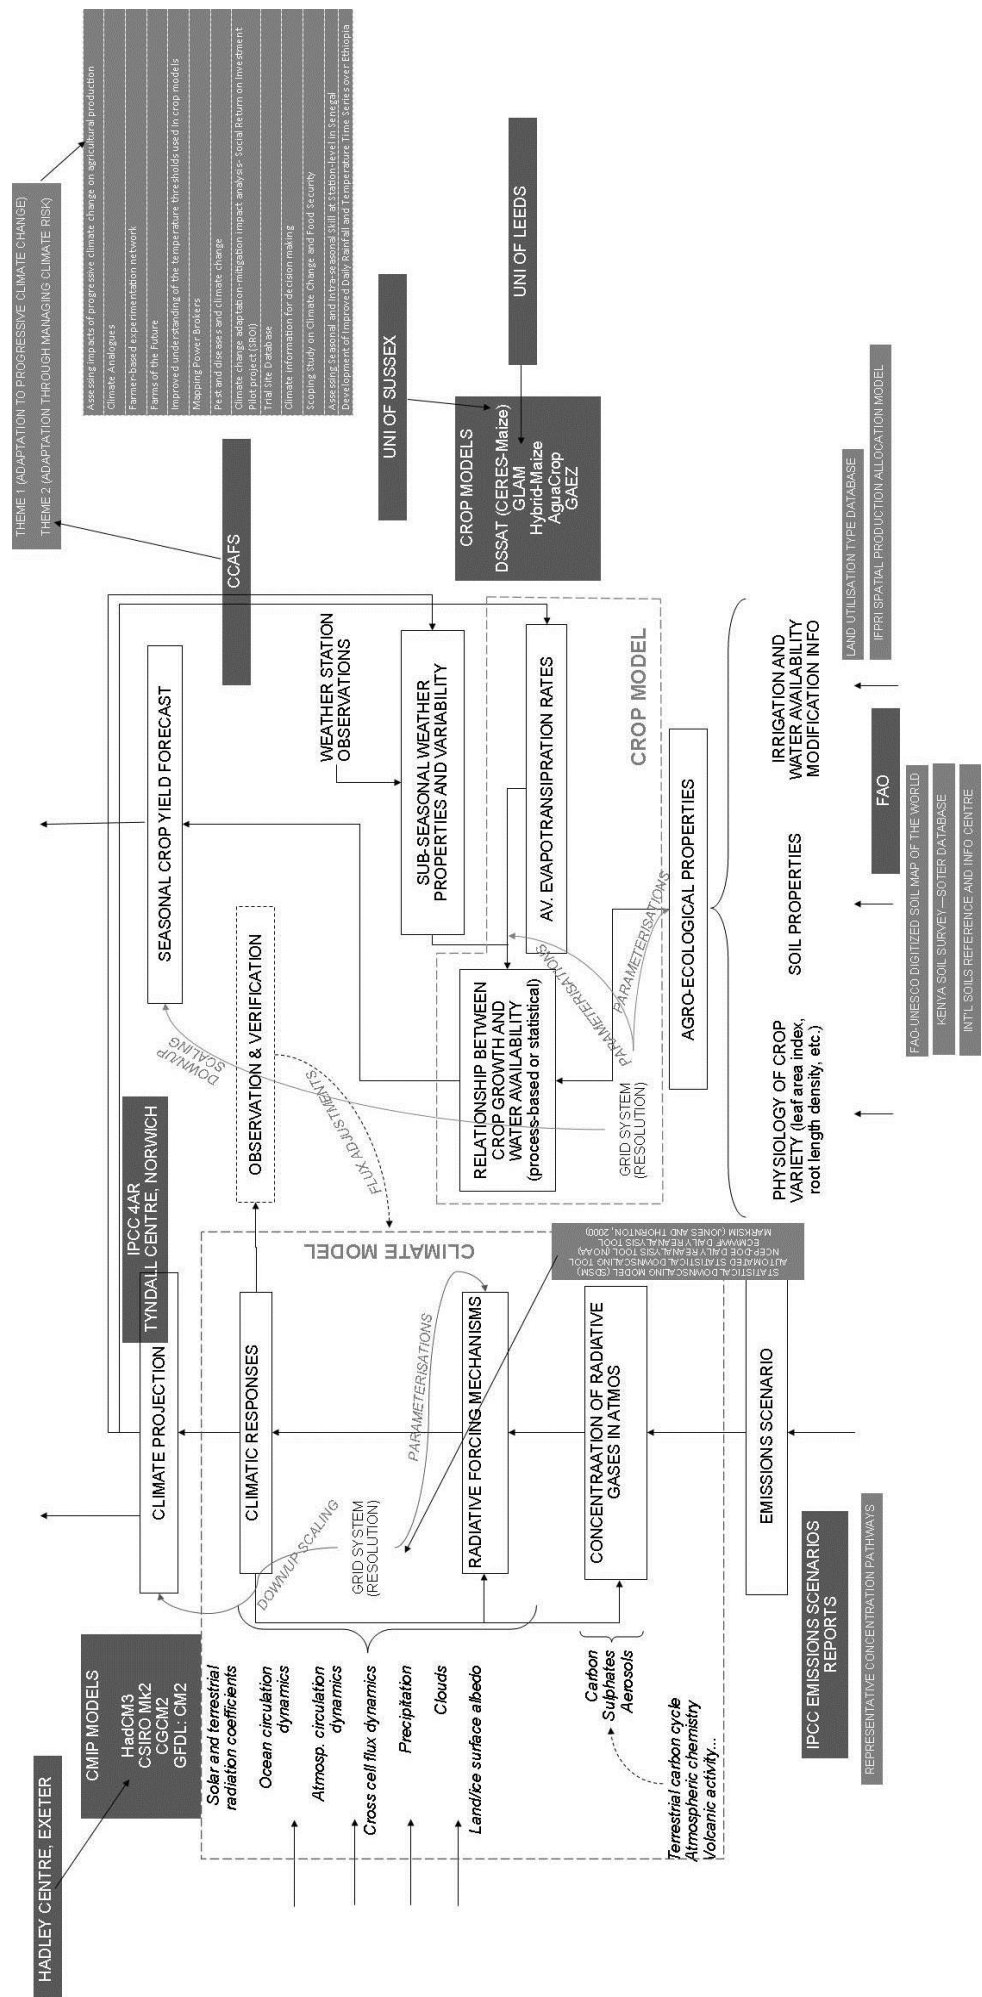 HADLEY CENTRE, EXETER
CMIP MODELS
HadCM3
CSIRO Mk2
CGCM2
GFDL: CM2
Solar and terrestrial
radiation coefficients
Ocean circulation
dynamics
Atmosp. circulation
dynamics
Cross cell flux dynamics
Precipitation
Clouds
Land/ice surface albedo
Carbon
Sulphates
Aerosols
Terrestrial carbon cycle
Atmospheric chemistry
Volcanic activity...
IPCC EMISSIONS SCENARIOS
REPORTS
REPRESENTATIVE CONCENTRATION PATHWAYS
IPCC 4AR
TYNDALL CENTRE, NORWICH
CLIMATE PROJECTION
CLIMATIC RESPONSES
DOWN/UP SCALING
GRID SYSTEM
(RESOLUTION)
PARAMETERISATIONS
RADIATIVE FORCING MECHANISMS
CONCENTRAATION OF RADIATIVE
GASES IN ATMOS
EMISSIONS SCENARIO
CLIMATE MODEL
STATISTICAL DOWNSCALING MODEL (SDSM)
AUTOMATED STATISTICAL DOWNSCALING TOOL
NCEP-DOE DAILY REANALYSIS TOOL (NOAA)
ECMWWF DAILY REANALYSIS TOOL
MARKSIM (JONES AND THORNTON, 2000)
OBSERVATION & VERIFICATION
FLUX ADJUSTMENTS
SEASONAL CROP YIELD FORECAST
DOWN/UP
SCALING
WEATHER STATION
OBSERVATIONS
SUB-SEASONAL WEATHER
PROPERTIES AND VARIABILITY
RELATIONSHIP BETWEEN
CROP GROWTH AND
WATER AVAILABILITY
(process-based or statistical)
AV. EVAPOTRANSIPRATION RATES
PARAMETERISATIONS
PARAMETERISATIONS
GRID SYSTEM
(RESOLUTION)
CROP MODEL
AGRO-ECOLOGICAL PROPERTIES
PHYSIOLOGY OF CROP
VARIETY (leaf area index,
root length density, etc.)
SOIL PROPERTIES
IRRIGATION AND
WATER AVAILABILITY
MODIFICATION INFO
FAO
FAO-UNESCO DIGITIZED SOIL MAP OF THE WORLD
KENYA SOIL SURVEY—SOTER DATABASE
INT'L SOILS REFERENCE AND INFO CENTRE
LAND UTILISATION TYPE DATABASE
IFPRI SPATIAL PRODUCTION ALLOCATION MODEL
CCAFS
THEME 1 (ADAPTATION TO PROGRESSIVE CLIMATE CHANGE)
THEME 2 (ADAPTATION THROUGH MANAGING CLIMATE RISK)
Assessing impacts of progressive climate change on agricultural production
Climate Analogues
Farmer-based experimentation network
Farms of the Future
Improved understanding of the temperature thresholds used in crop models
Mapping Power Brokers
Pest and diseases and climate change
Climate change adaptation-mitigation impact analysis- Social Return on Investment
Pilot project (SROI)
Trial Site Database
Climate information for decision making
Scoping Study on Climate Change and Food Security
Assessing Seasonal and Intra-seasonal Skill at Station-level in Senegal
Development of Improved Daily Rainfall and Temperature Time Series over Ethiopia
UNI OF SUSSEX
UNI OF LEEDS
CROP MODELS
DSSAT (CERES-Maize)
GLAM
Hybrid-Maize
AguaCrop
GAEZ